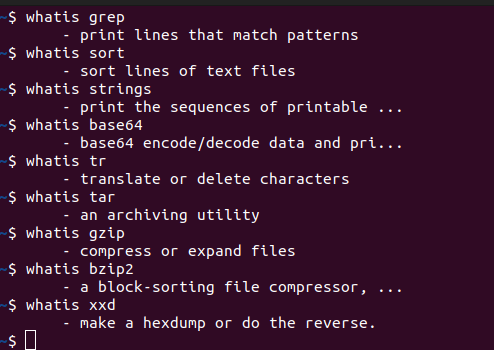 ~$ whatis grep
- print lines that match patterns
~$ whatis sort
- sort lines of text files
~$ whatis strings
- print the sequences of printable ...
~$ whatis base64
- base64 encode/decode data and pri...
~$ whatis tr
- translate or delete characters
~$ whatis tar
- an archiving utility
~$ whatis gzip
- compress or expand files
~$ whatis bzip2
- a block-sorting file compressor, ...
~$ whatis xxd
- make a hexdump or do the reverse.
~$